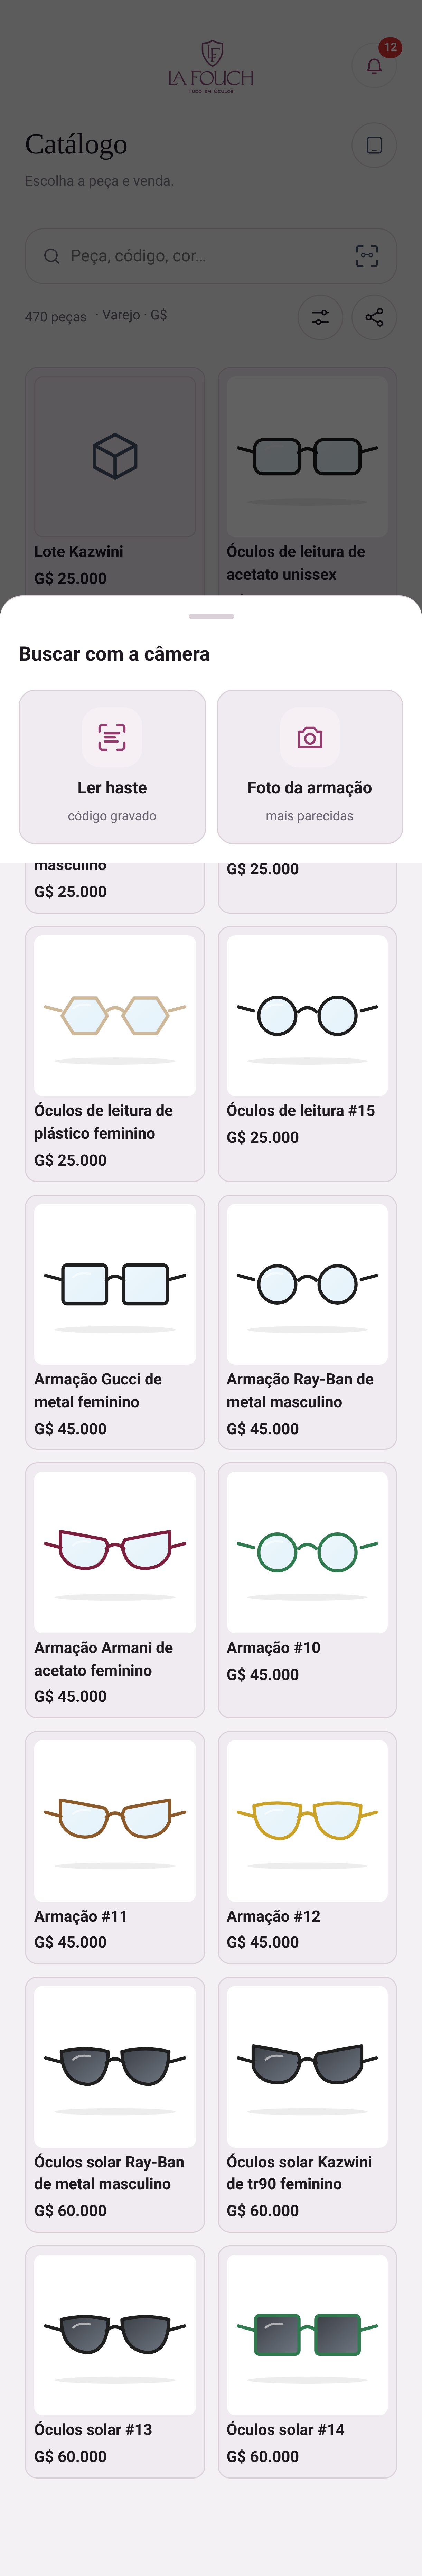 12
LF
LA FOUCH
Tudo em Óculos
Catálogo
Escolha a peça e venda.
Peça, código, cor...
470 peças · Varejo · G$
Lote Kazwini
G$ 25.000
Óculos de leitura de
acetato unissex
Buscar com a câmera
Ler haste
código gravado
Foto da armação
mais parecidas
masculino
G$ 25.000
G$ 25.000
Óculos de leitura de
plástico feminino
G$ 25.000
Óculos de leitura #15
G$ 25.000
Armação Gucci de
metal feminino
G$ 45.000
Armação Ray-Ban de
metal masculino
G$ 45.000
Armação Armani de
acetato feminino
G$ 45.000
Armação #10
G$ 45.000
Armação #11
G$ 45.000
Armação #12
G$ 45.000
Óculos solar Ray-Ban
de metal masculino
G$ 60.000
Óculos solar Kazwini
de tr90 feminino
G$ 60.000
Óculos solar #13
G$ 60.000
Óculos solar #14
G$ 60.000